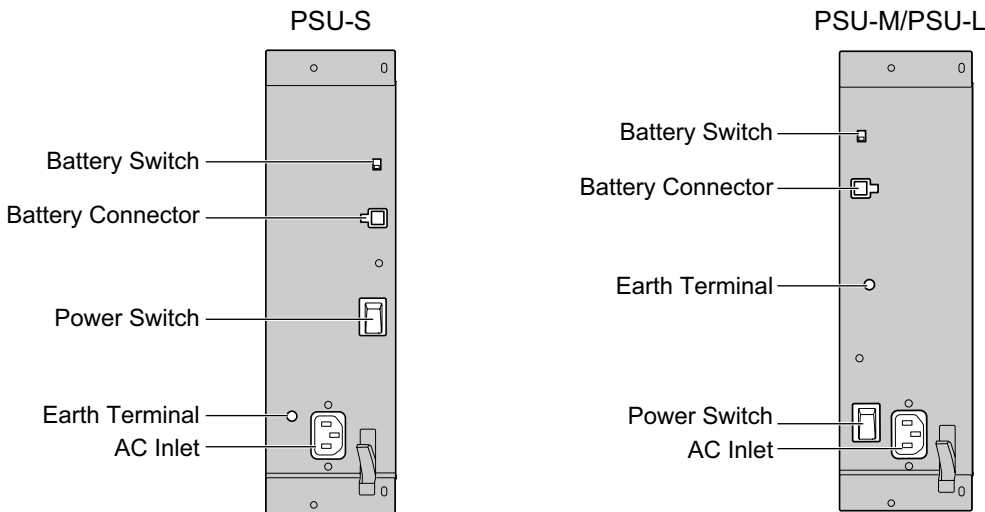 PSU-S
Battery Switch
Battery Connector
Power Switch
Earth Terminal
AC Inlet
PSU-M/PSU-L
Battery Switch
Battery Connector
Earth Terminal
Power Switch
AC Inlet